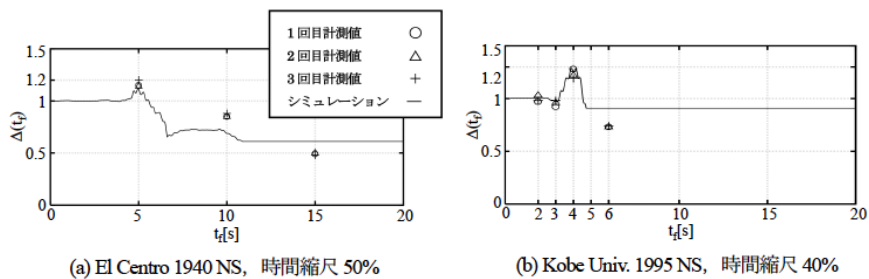 1回目計測値
2回目計測値
3回目計測値
シミュレーション
1.5
1.2
1
0.5
0
Δ(t_f)
0 5 10 15 20
t_f[s]
(a) El Centro 1940 NS, 時間縮尺 50%
1.5
1.2
1
0.5
0
Δ(t_f)
0 2 3 4 5 6 10 15 20
t_f[s]
(b) Kobe Univ. 1995 NS, 時間縮尺 40%